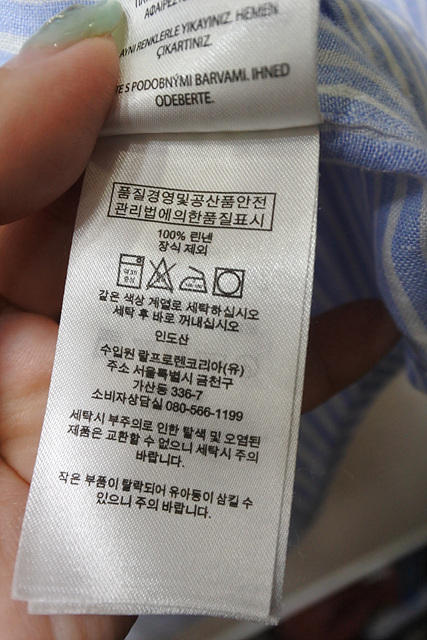 AYNI RENKLERLE YIKAYINIZ. HEMEN
ÇIKARTINIZ.
TE S PODOBNÝMI BARVAMI. IHNED
ODEBERTE.
품질경영및공산품안전
관리법에의한품질표시
100% 린넨
장식 제외
약 30
중성
같은 색상 계열로 세탁하십시오
세탁 후 바로 꺼내십시오
인도산
수입원 랄프로렌코리아(유)
주소 서울특별시 금천구
가산동 336-7
소비자상담실 080-566-1199
세탁시 부주의로 인한 탈색 및 오염된
제품은 교환할 수 없으니 세탁시 주의
바랍니다.
작은 부품이 탈락되어 유아동이 삼킬 수
있으니 주의 바랍니다.